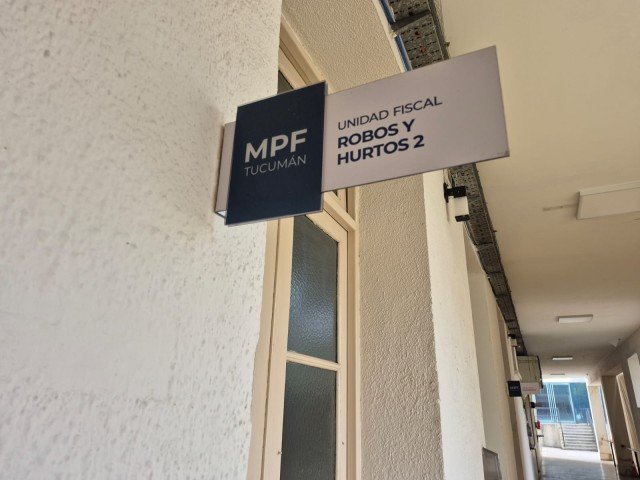 MPF
TUCUMÁN
UNIDAD FISCAL
ROBOS Y
HURTOS 2